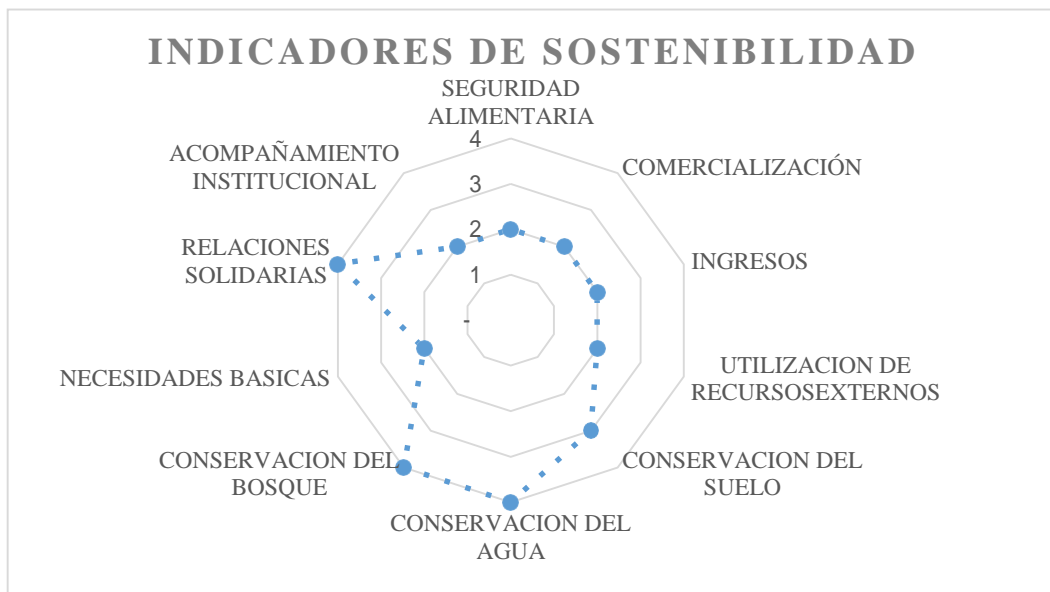 INDICADORES DE SOSTENIBILIDAD
SEGURIDAD
ALIMENTARIA
COMERCIALIZACIÓN
INGRESOS
UTILIZACION DE
RECURSOSEXTERNOS
CONSERVACION DEL
SUELO
CONSERVACION DEL
AGUA
CONSERVACION DEL
BOSQUE
NECESIDADES BASICAS
RELACIONES
SOLIDARIAS
ACOMPAÑAMIENTO
INSTITUCIONAL
4
3
2
1
-